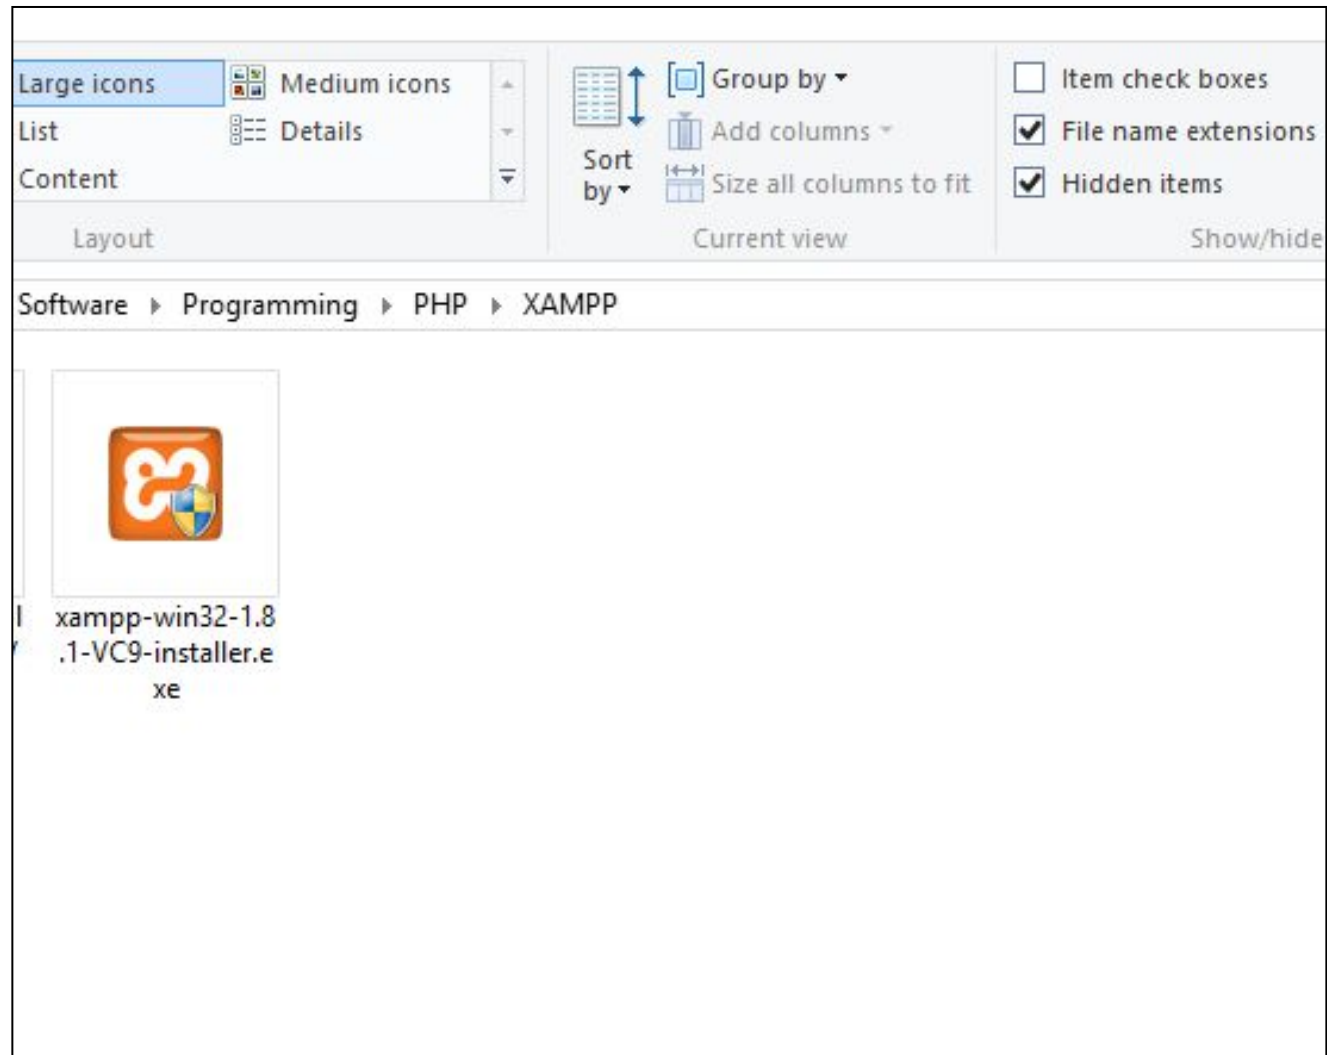 Large icons
Medium icons
List
Details
Content
Layout
Sort
by
Group by
Add columns
Size all columns to fit
Current view
Item check boxes
File name extensions
Hidden items
Show/hide
Software
Programming
PHP
XAMPP
xampp-win32-1.8
.1-VC9-installer.e
xe